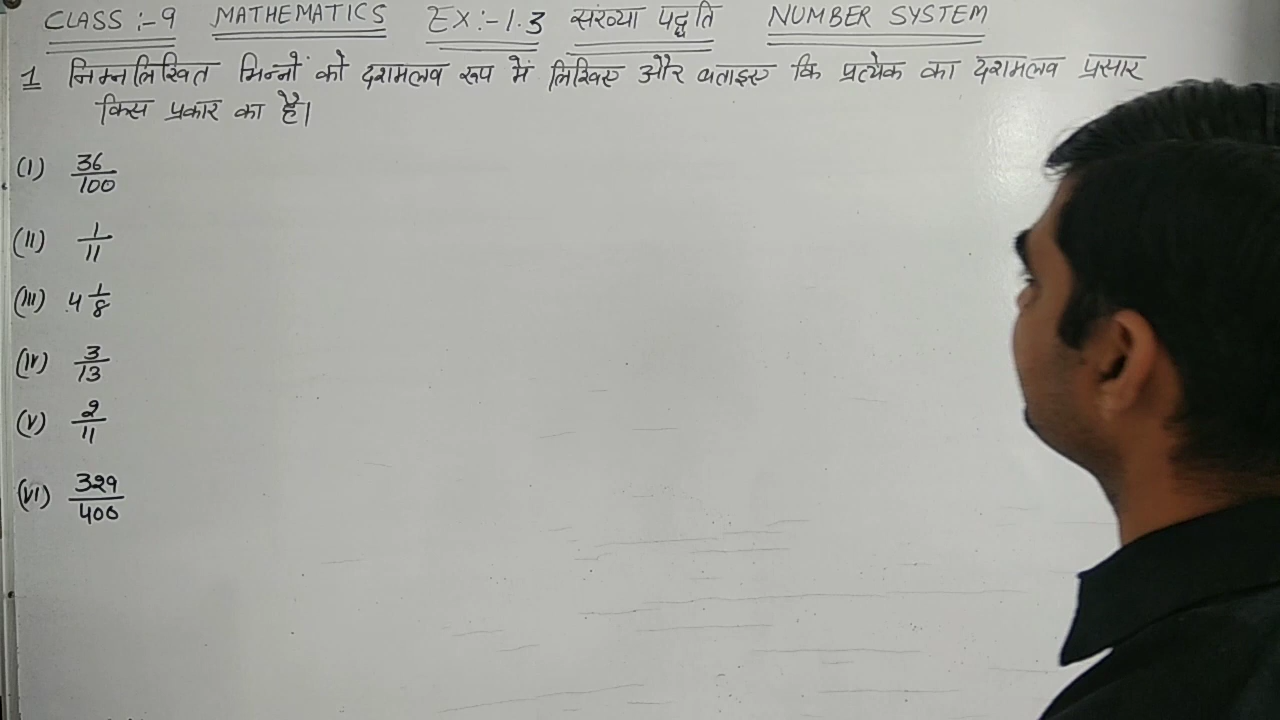 CLASS :- 9 MATHEMATICS EX:- 1.3 संख्या पद्धति NUMBER SYSTEM
1 निम्नलिखित भिन्नों को दशमलव रूप में लिखिए और बताइए कि प्रत्येक का दशमलव प्रसार
किस प्रकार का है।
(I) 36/100
(II) 1/11
(III) 4 1/8
(IV) 3/13
(V) 2/11
(VI) 329/400